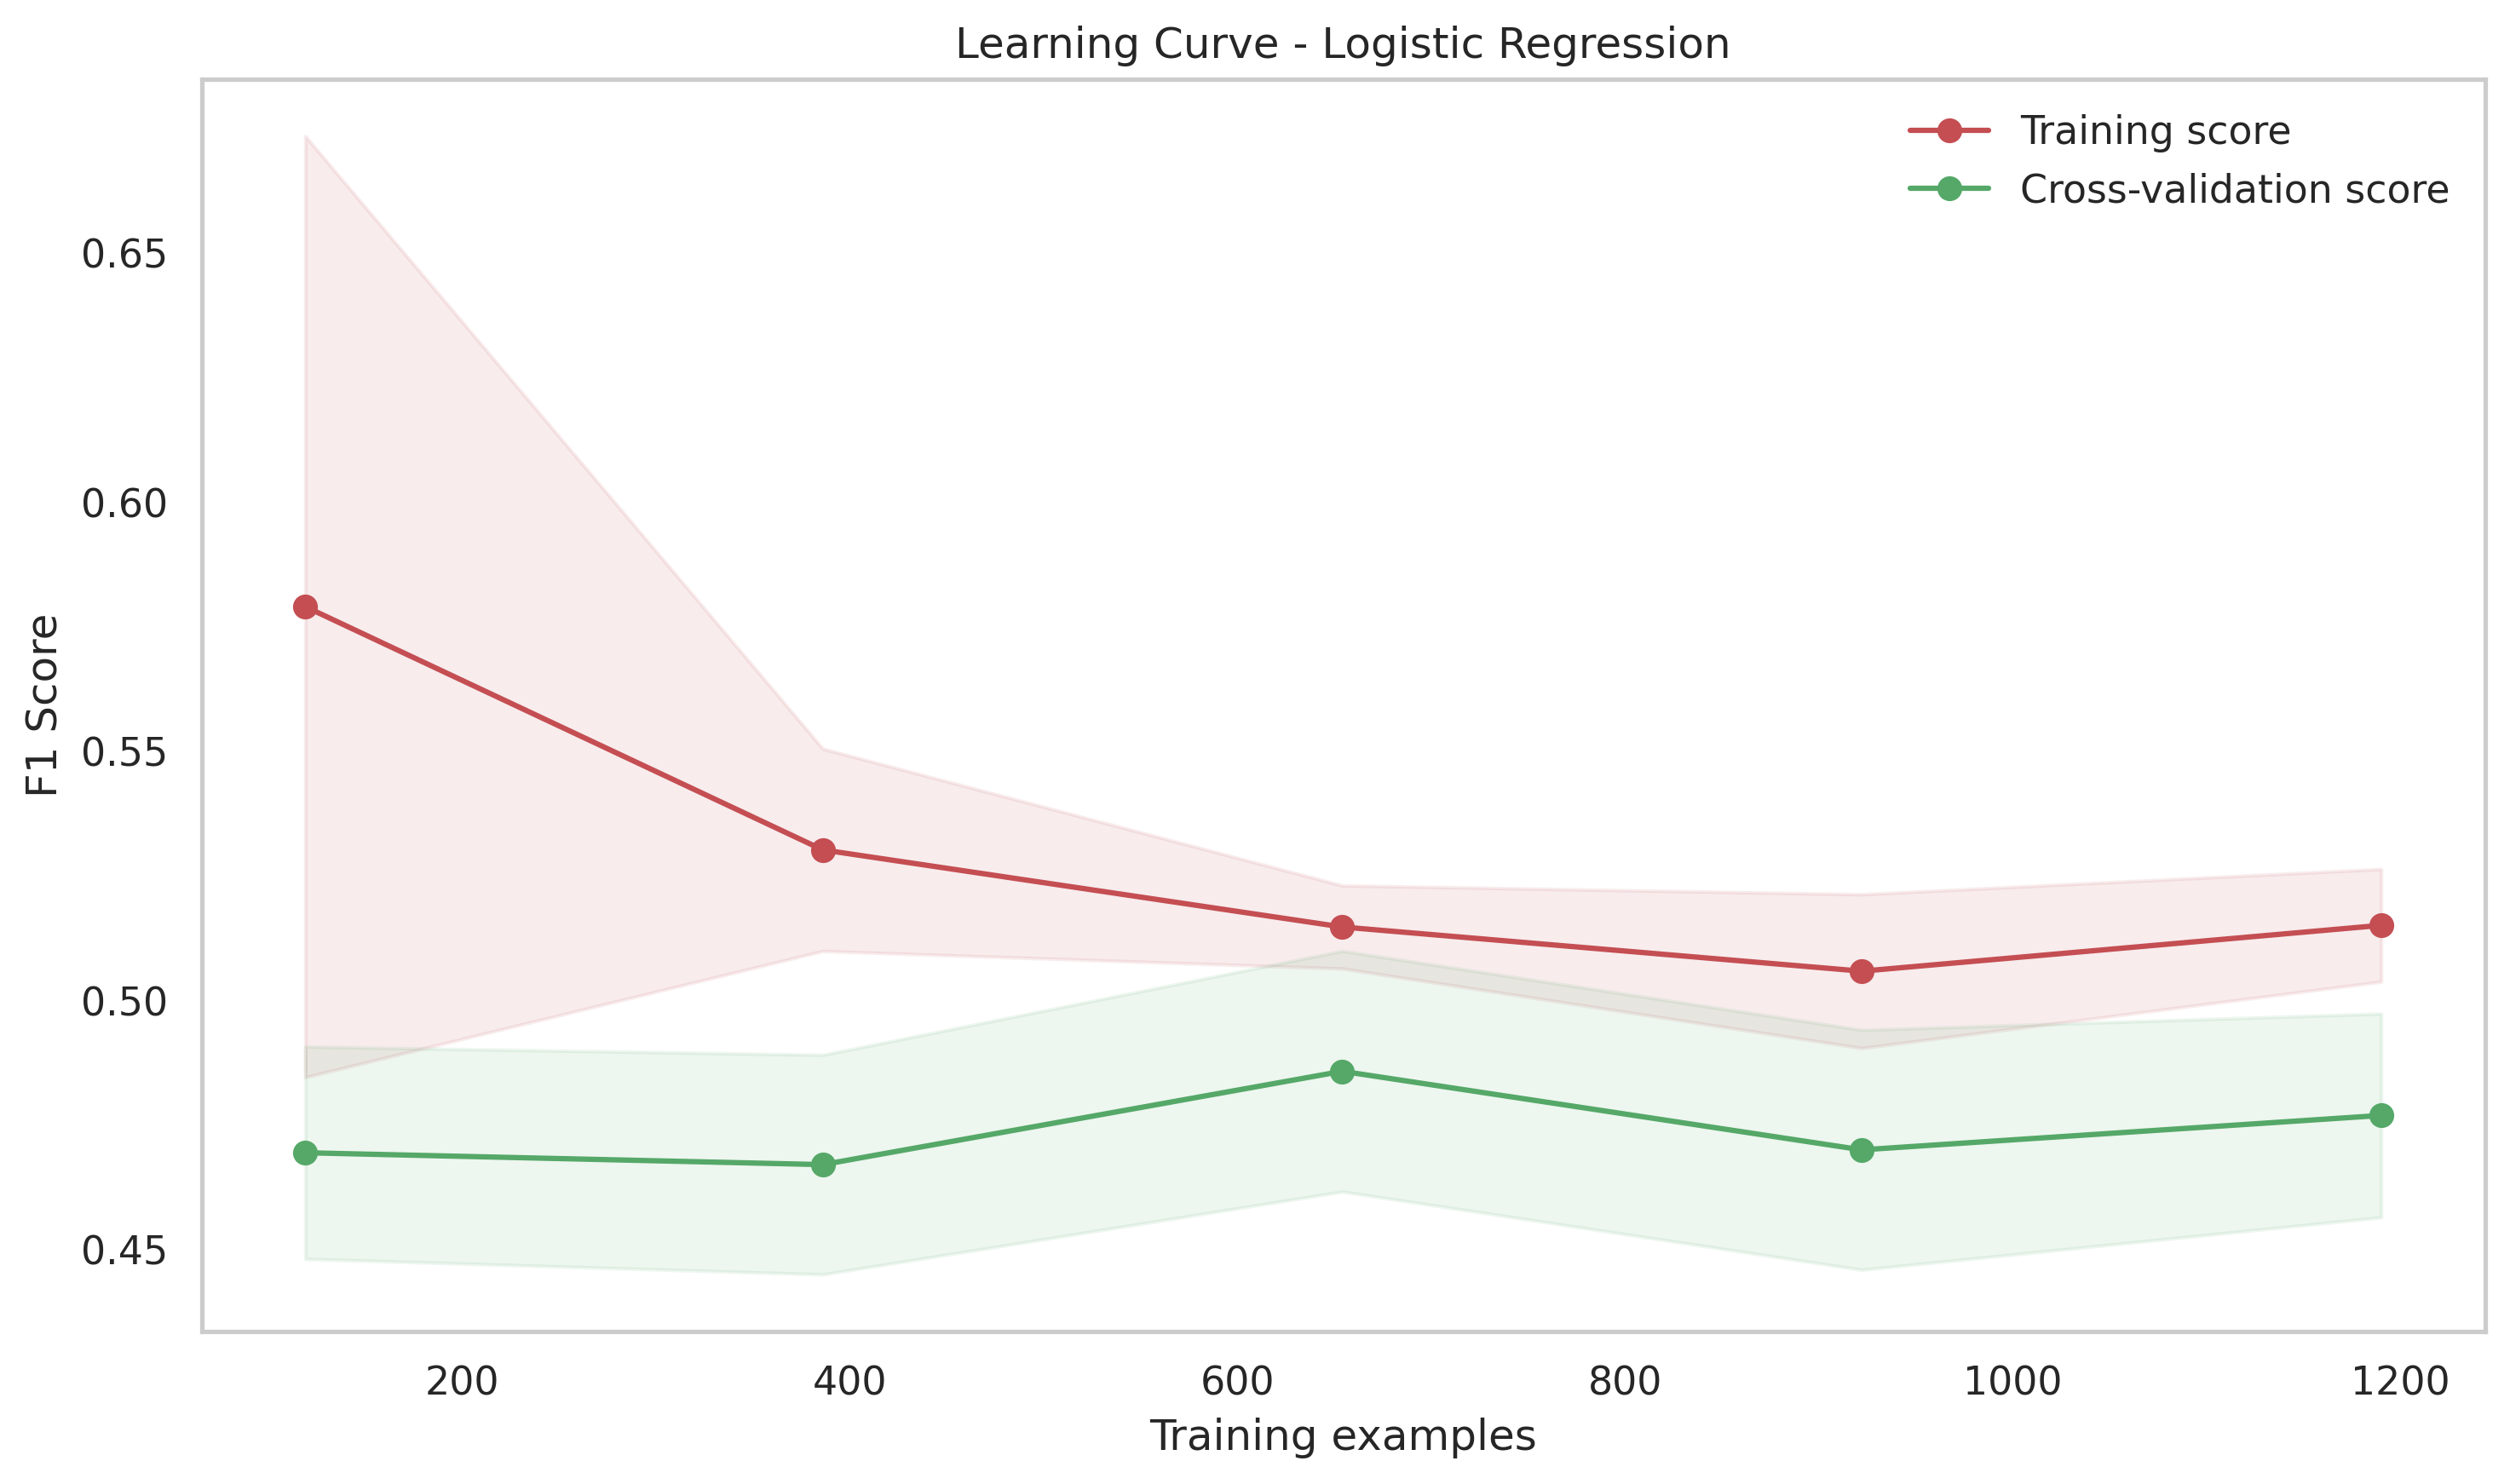 Learning Curve - Logistic Regression
Training score
Cross-validation score
0.65
0.60
0.55
0.50
0.45
F1 Score
200 400 600 800 1000 1200
Training examples